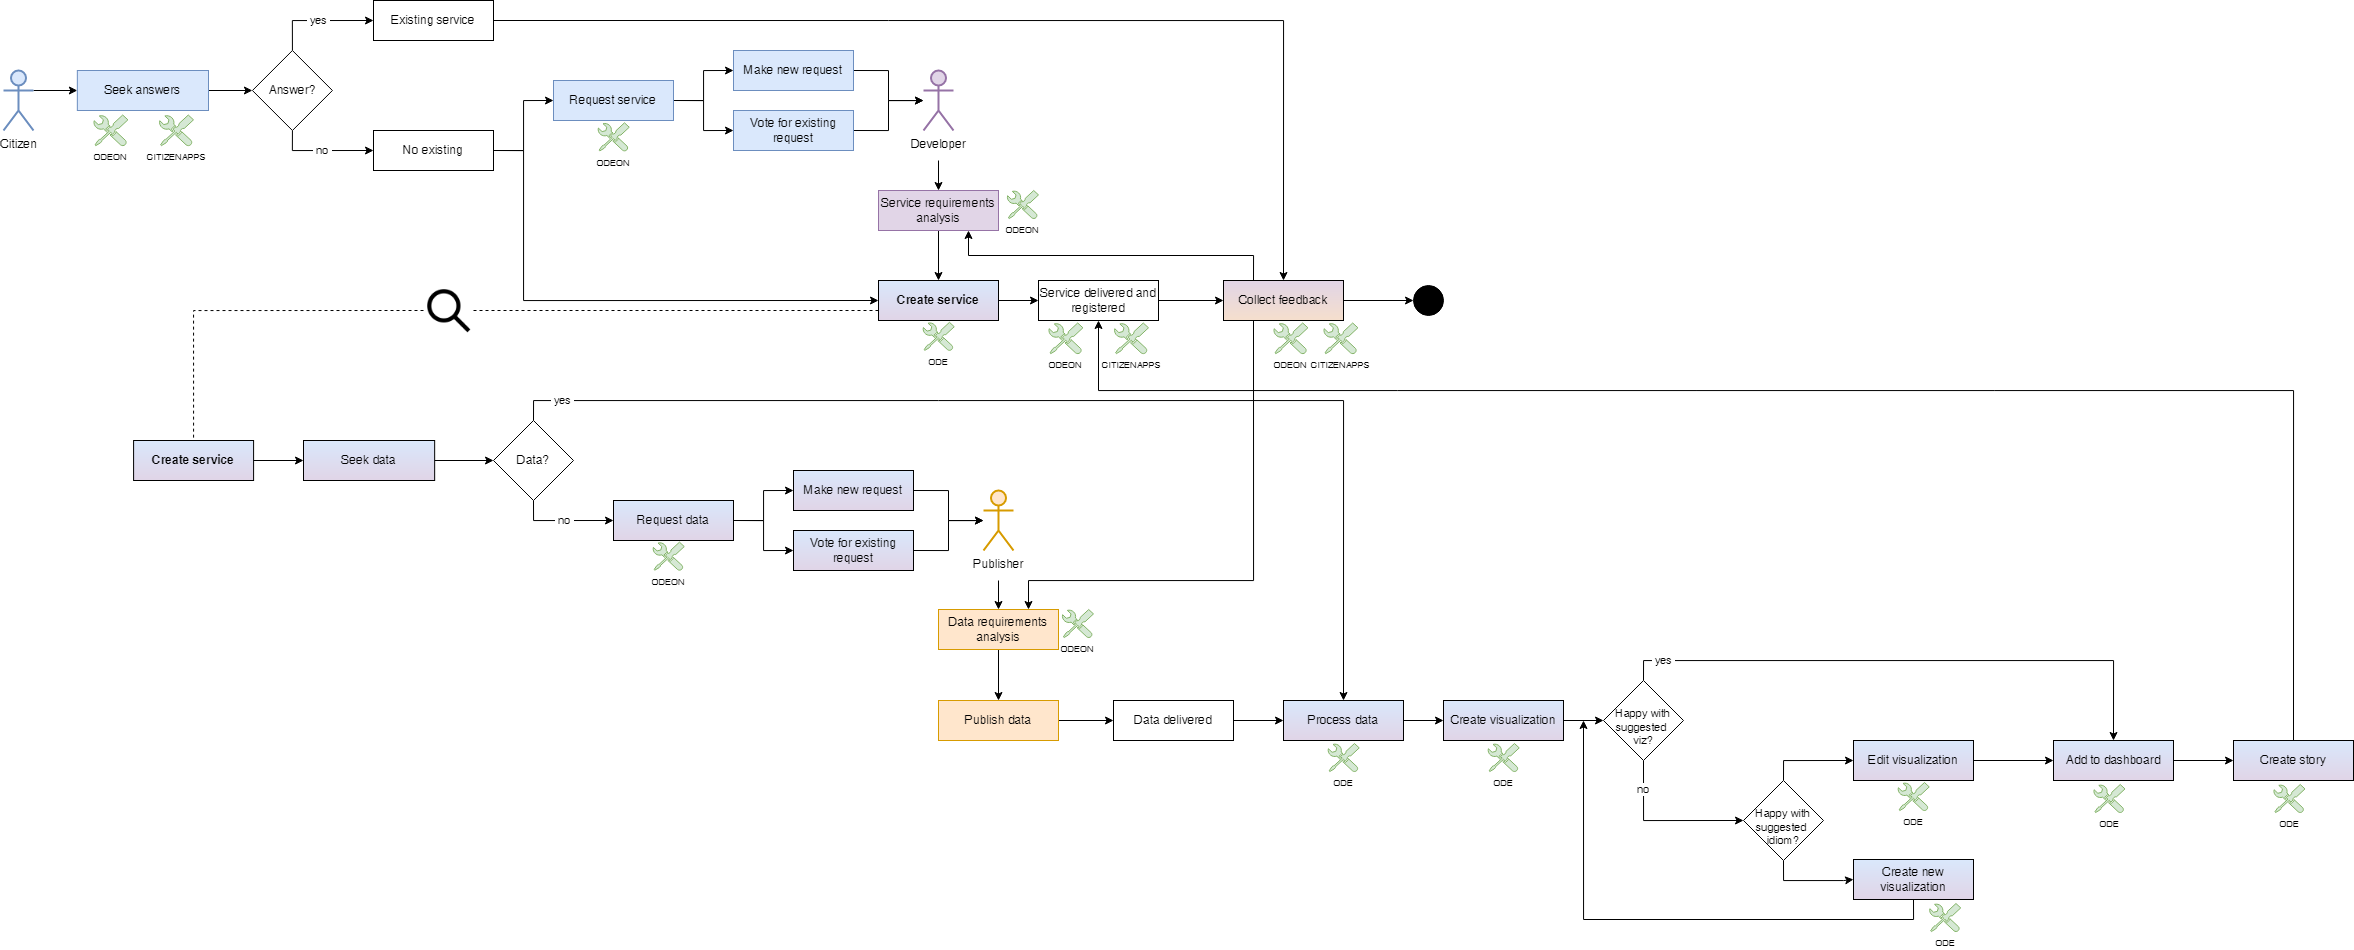 yes
Existing service
Citizen
Seek answers
ODEON
CITIZENAPPS
Answer?
no
No existing
Request service
ODEON
Make new request
Vote for existing
request
Developer
Service requirements
analysis
ODEON
Create service
ODE
Service delivered and
registered
ODEON
CITIZENAPPS
Collect feedback
ODEON
CITIZENAPPS
yes
Create service
Seek data
Data?
no
Request data
ODEON
Make new request
Vote for existing
request
Publisher
Data requirements
analysis
ODEON
Publish data
Data delivered
Process data
ODE
Create visualization
ODE
yes
Happy with
suggested
viz?
no
Happy with
suggested
idiom?
Edit visualization
ODE
Create new
visualization
ODE
Add to dashboard
ODE
Create story
ODE